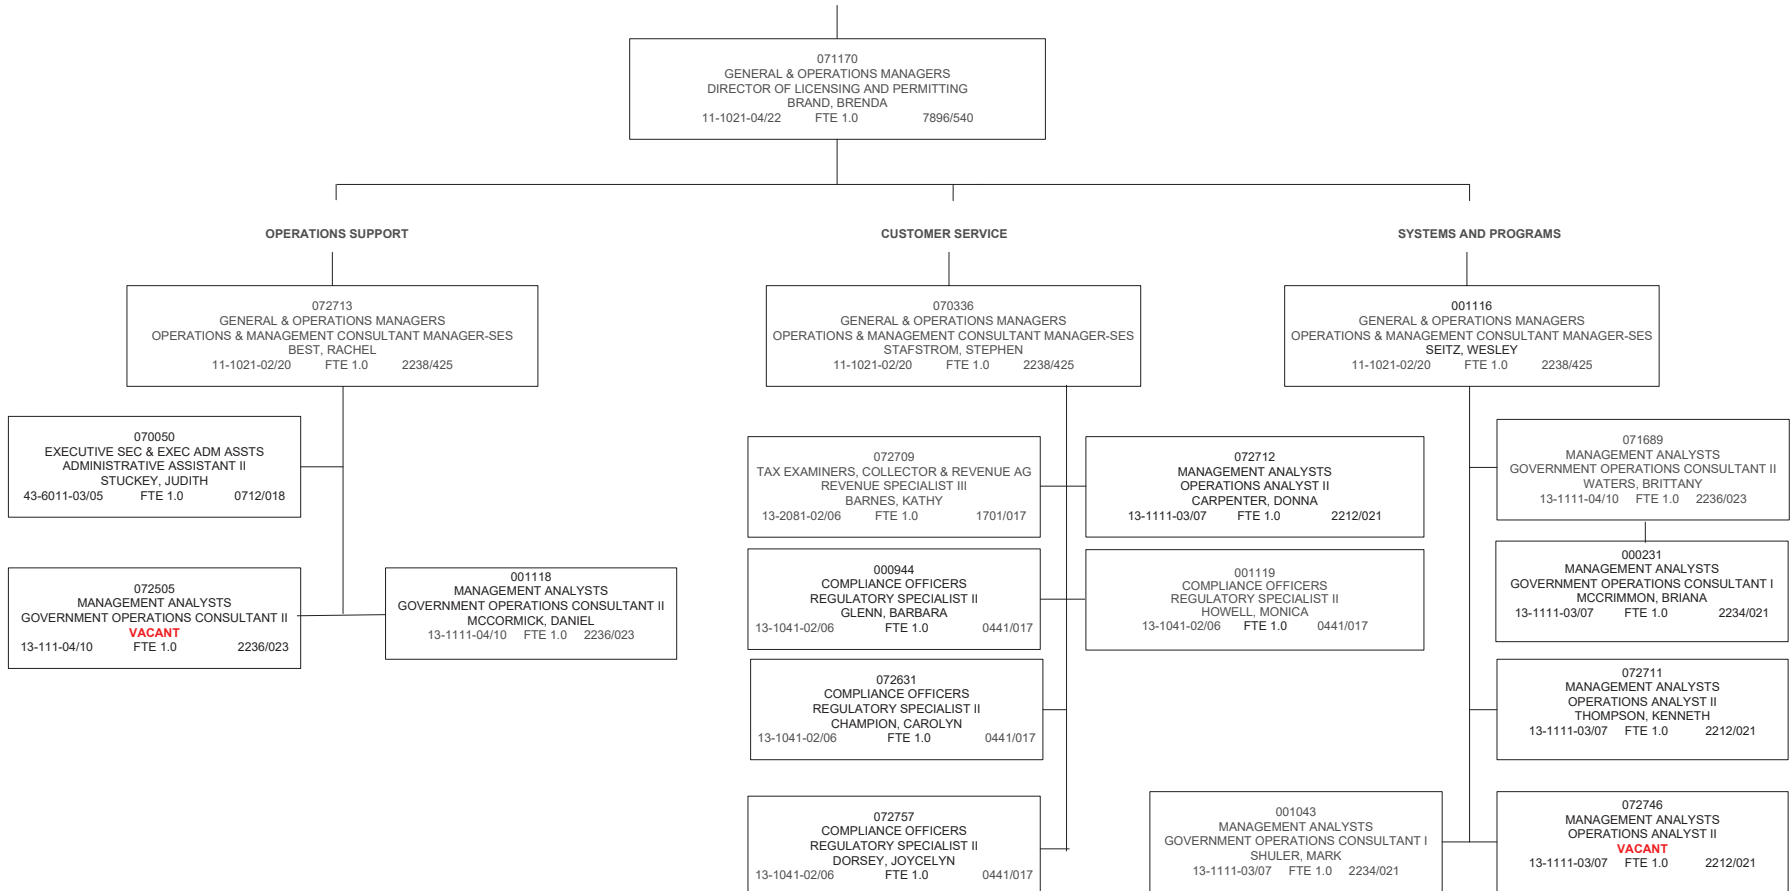 071170
GENERAL & OPERATIONS MANAGERS
DIRECTOR OF LICENSING AND PERMITTING
BRAND, BRENDA
11-1021-04/22 FTE 1.0 7896/540
OPERATIONS SUPPORT
072713
GENERAL & OPERATIONS MANAGERS
OPERATIONS & MANAGEMENT CONSULTANT MANAGER-SES
BEST, RACHEL
11-1021-02/20 FTE 1.0 2238/425
070050
EXECUTIVE SEC & EXEC ADM ASSTS
ADMINISTRATIVE ASSISTANT II
STUCKEY, JUDITH
43-6011-03/05 FTE 1.0 0712/018
072505
MANAGEMENT ANALYSTS
GOVERNMENT OPERATIONS CONSULTANT II
VACANT
13-111-04/10 FTE 1.0 2236/023
001118
MANAGEMENT ANALYSTS
GOVERNMENT OPERATIONS CONSULTANT II
MCCORMICK, DANIEL
13-1111-04/10 FTE 1.0 2236/023
CUSTOMER SERVICE
070336
GENERAL & OPERATIONS MANAGERS
OPERATIONS & MANAGEMENT CONSULTANT MANAGER-SES
STAFSTROM, STEPHEN
11-1021-02/20 FTE 1.0 2238/425
072709
TAX EXAMINERS, COLLECTOR & REVENUE AG
REVENUE SPECIALIST III
BARNES, KATHY
13-2081-02/06 FTE 1.0 1701/017
072712
MANAGEMENT ANALYSTS
OPERATIONS ANALYST II
CARPENTER, DONNA
13-1111-03/07 FTE 1.0 2212/021
000944
COMPLIANCE OFFICERS
REGULATORY SPECIALIST II
GLENN, BARBARA
13-1041-02/06 FTE 1.0 0441/017
001119
COMPLIANCE OFFICERS
REGULATORY SPECIALIST II
HOWELL, MONICA
13-1041-02/06 FTE 1.0 0441/017
072631
COMPLIANCE OFFICERS
REGULATORY SPECIALIST II
CHAMPION, CAROLYN
13-1041-02/06 FTE 1.0 0441/017
072757
COMPLIANCE OFFICERS
REGULATORY SPECIALIST II
DORSEY, JOYCELYN
13-1041-02/06 FTE 1.0 0441/017
SYSTEMS AND PROGRAMS
001116
GENERAL & OPERATIONS MANAGERS
OPERATIONS & MANAGEMENT CONSULTANT MANAGER-SES
SEITZ, WESLEY
11-1021-02/20 FTE 1.0 2238/425
071689
MANAGEMENT ANALYSTS
GOVERNMENT OPERATIONS CONSULTANT II
WATERS, BRITTANY
13-1111-04/10 FTE 1.0 2236/023
000231
MANAGEMENT ANALYSTS
GOVERNMENT OPERATIONS CONSULTANT I
MCCRIMMON, BRIANA
13-1111-03/07 FTE 1.0 2234/021
072711
MANAGEMENT ANALYSTS
OPERATIONS ANALYST II
THOMPSON, KENNETH
13-1111-03/07 FTE 1.0 2212/021
001043
MANAGEMENT ANALYSTS
GOVERNMENT OPERATIONS CONSULTANT I
SHULER, MARK
13-1111-03/07 FTE 1.0 2234/021
072746
MANAGEMENT ANALYSTS
OPERATIONS ANALYST II
VACANT
13-1111-03/07 FTE 1.0 2212/021